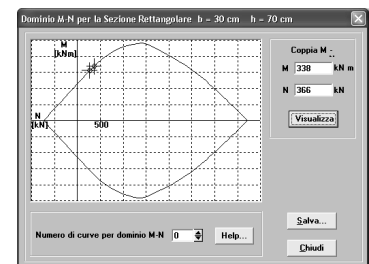 Dominio M-N per la Sezione Rettangolare b = 30 cm h = 70 cm
M
[kNm]
N
[kN]
500
Coppia M -
M 338 kN m
N 366 kN
Visualizza
Numero di curve per dominio M-N 0 Help...
Salva...
Chiudi